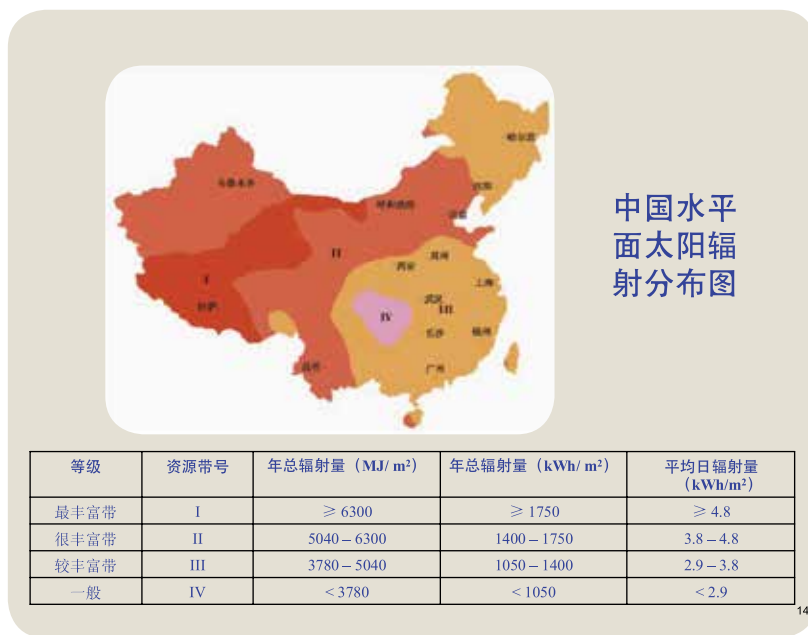 哈尔滨
乌鲁木齐
沈阳
呼和浩特
北京
中国水平
面太阳辐
射分布图
II
郑州
西安
I
上海
拉萨
武汉
III
IV
长沙
福州
昆明
广州
等级 资源带号 年总辐射量（MJ/ m²） 年总辐射量（kWh/ m²） 平均日辐射量
（kWh/m²）
最丰富带 I ≥ 6300 ≥ 1750 ≥ 4.8
很丰富带 II 5040 – 6300 1400 – 1750 3.8 – 4.8
较丰富带 III 3780 – 5040 1050 – 1400 2.9 – 3.8
一般 IV < 3780 < 1050 < 2.9
14